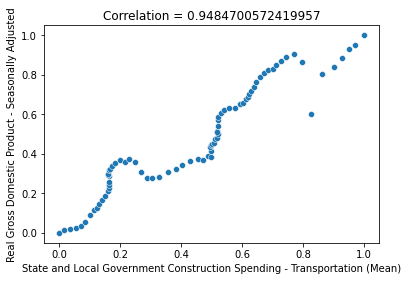 Correlation = 0.9484700572419957
Real Gross Domestic Product - Seasonally Adjusted
1.0
0.8
0.6
0.4
0.2
0.0
0.0 0.2 0.4 0.6 0.8 1.0
State and Local Government Construction Spending - Transportation (Mean)